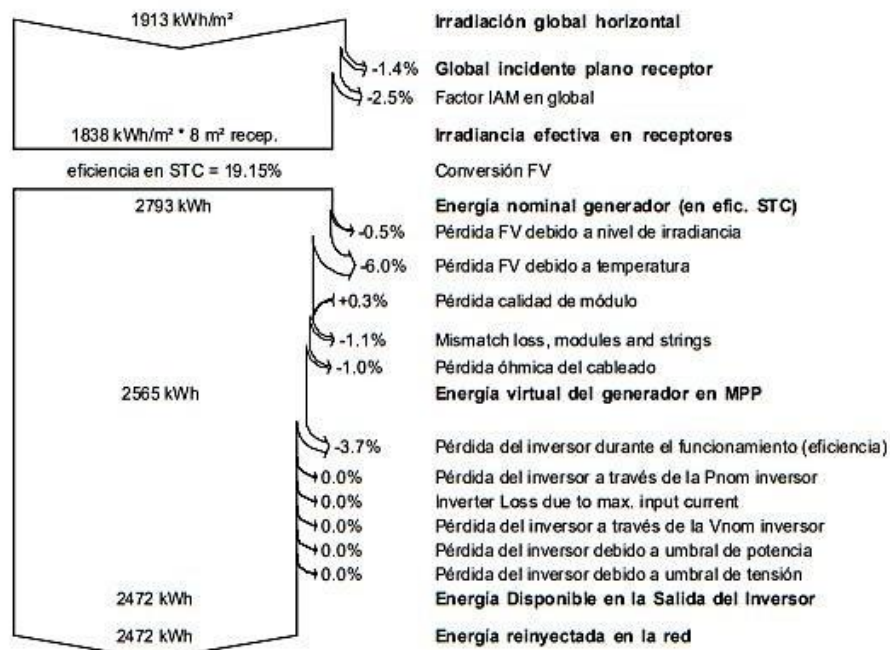 1913 kWh/m² Irradiación global horizontal
-1.4% Global incidente plano receptor
-2.5% Factor IAM en global
1838 kWh/m² * 8 m² recep. Irradiancia efectiva en receptores
eficiencia en STC = 19.15% Conversión FV
2793 kWh Energía nominal generador (en efic. STC)
-0.5% Pérdida FV debido a nivel de irradiancia
-6.0% Pérdida FV debido a temperatura
+0.3% Pérdida calidad de módulo
-1.1% Mismatch loss, modules and strings
-1.0% Pérdida óhmica del cableado
2565 kWh Energía virtual del generador en MPP
-3.7% Pérdida del inversor durante el funcionamiento (eficiencia)
0.0% Pérdida del inversor a través de la Pnom inversor
0.0% Inverter Loss due to max. input current
0.0% Pérdida del inversor a través de la Vnom inversor
0.0% Pérdida del inversor debido a umbral de potencia
0.0% Pérdida del inversor debido a umbral de tensión
2472 kWh Energía Disponible en la Salida del Inversor
2472 kWh Energía reinyectada en la red